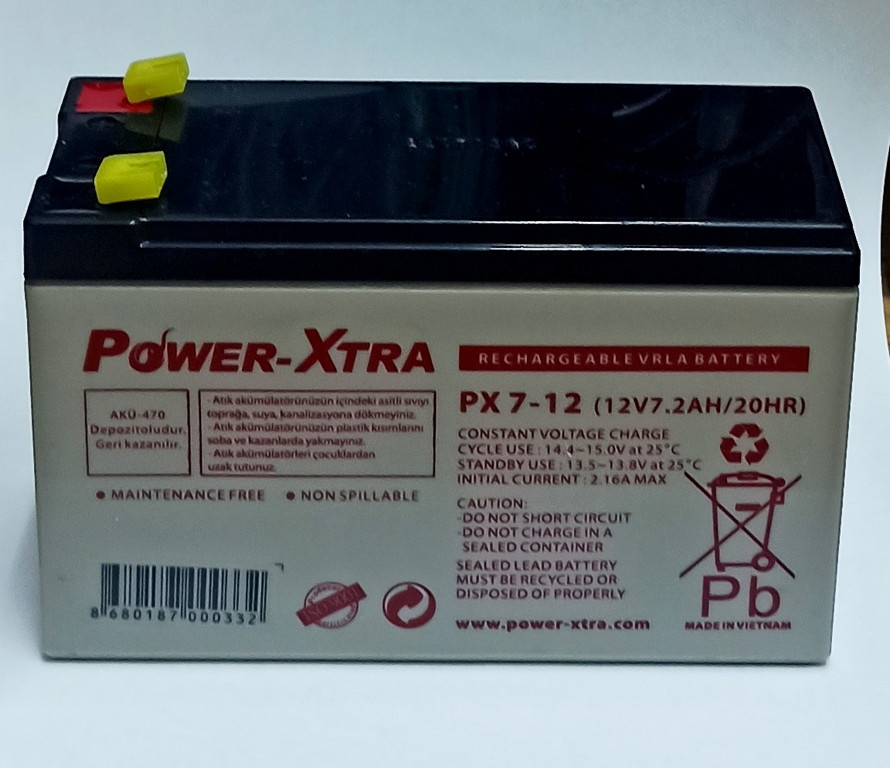 POWER-XTRA
AKÜ-470
Depozitoludur.
Geri kazanılır.
- Atık akümülatörünüzün içindeki asitli sıvıyı
toprağa, suya, kanalizasyona dökmeyiniz.
- Atık akümülatörünüzün plastik kısımlarını
soba ve kazanlarda yakmayınız.
- Atık akümülatörleri çocuklardan
uzak tutunuz.
• MAINTENANCE FREE • NON SPILLABLE
8 680187 000332
RECHARGEABLE VRLA BATTERY
PX 7-12 (12V7.2AH/20HR)
CONSTANT VOLTAGE CHARGE
CYCLE USE : 14.4~15.0V at 25°C
STANDBY USE : 13.5~13.8V at 25°C
INITIAL CURRENT : 2.16A MAX
CAUTION:
-DO NOT SHORT CIRCUIT
-DO NOT CHARGE IN A
SEALED CONTAINER
SEALED LEAD BATTERY
MUST BE RECYCLED OR
DISPOSED OF PROPERLY
www.power-xtra.com
Pb
MADE IN VIETNAM